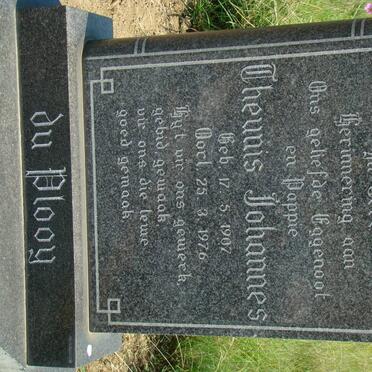 Herinnering aan
Ons geliefde Eggenoot
en Pappie
Theunis Johannes
Geb. 17. 5. 1907
Oorl. 25. 3. 1976
Hy't vir ons gewerk
gebid gewaak
vir ons die lewe
goed gemaak
du Plooy